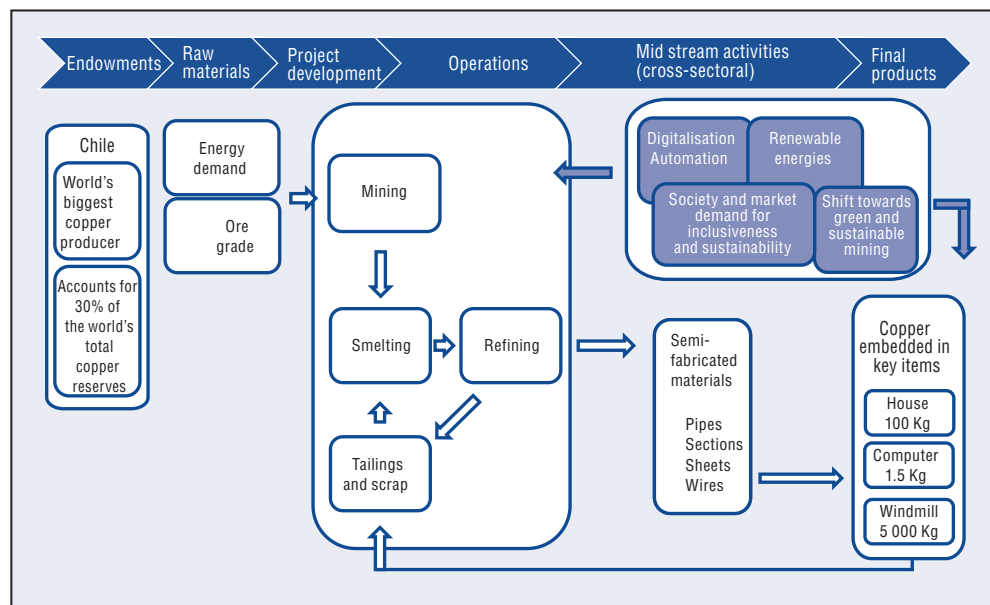 Endowments
Raw
materials
Project
development
Operations
Mid stream activities
(cross-sectoral)
Final
products
Chile
World's
biggest
copper
producer
Accounts for
30% of
the world's
total
copper
reserves
Energy
demand
Ore
grade
Mining
Smelting
Refining
Tailings
and scrap
Digitalisation
Automation
Renewable
energies
Society and market
demand for
inclusiveness
and sustainability
Shift towards
green and
sustainable
mining
Semi-
fabricated
materials
Pipes
Sections
Sheets
Wires
Copper
embedded in
key items
House
100 Kg
Computer
1.5 Kg
Windmill
5 000 Kg